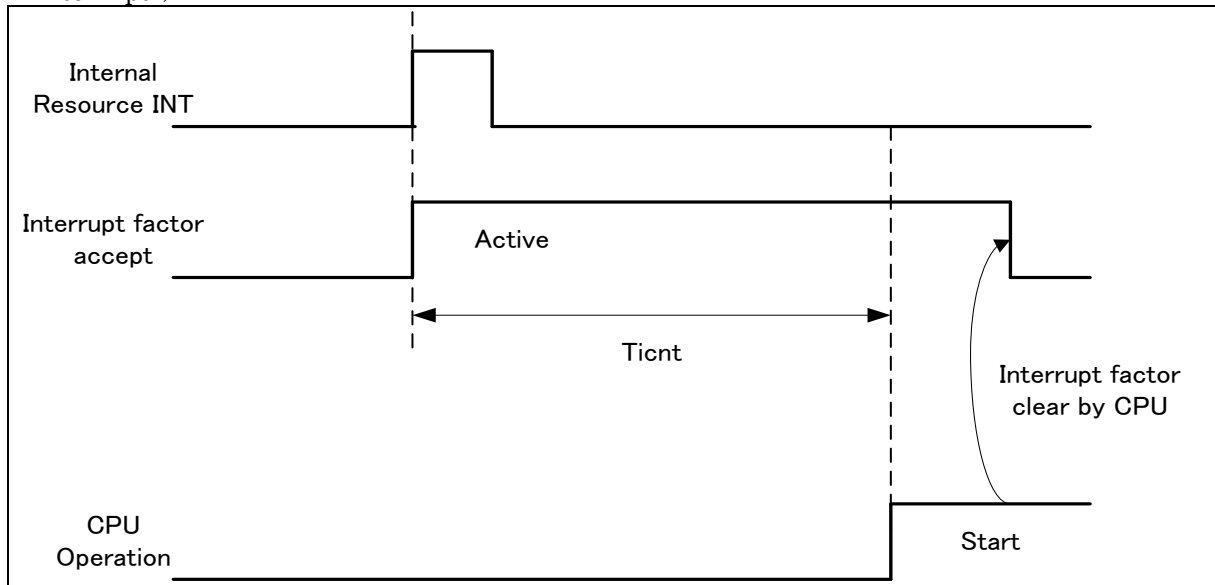 Internal
Resource INT
Interrupt factor
accept
Active
Ticnt
Interrupt factor
clear by CPU
CPU
Operation
Start